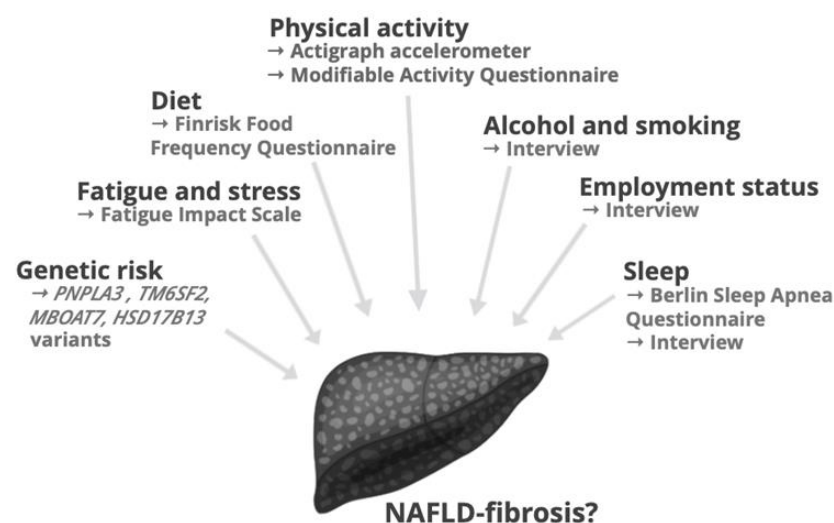 Physical activity
→ Actigraph accelerometer
→ Modifiable Activity Questionnaire
Diet
→ Finrisk Food
Frequency Questionnaire
Alcohol and smoking
→ Interview
Fatigue and stress
→ Fatigue Impact Scale
Employment status
→ Interview
Genetic risk
→ PNPLA3 , TM6SF2,
MBOAT7, HSD17B13
variants
Sleep
→ Berlin Sleep Apnea
Questionnaire
→ Interview
NAFLD-fibrosis?